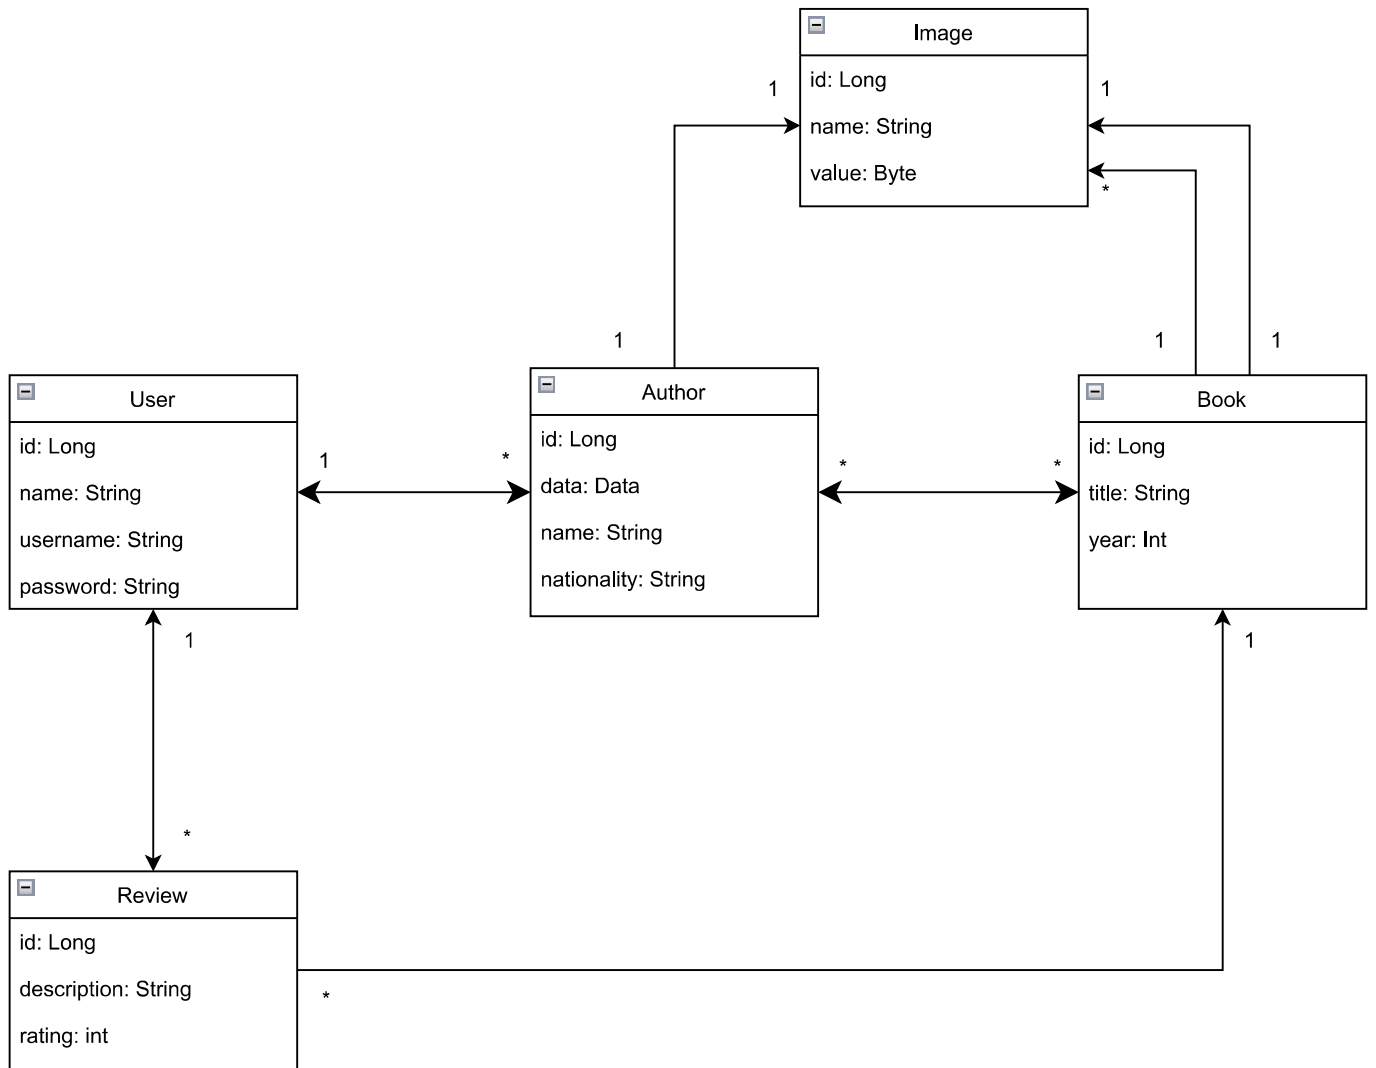 Image
id: Long
name: String
value: Byte
1
1
*
1
1
1
User
id: Long
name: String
username: String
password: String
1
*
Author
id: Long
data: Data
name: String
nationality: String
*
*
Book
id: Long
title: String
year: Int
1
*
1
Review
id: Long
description: String
rating: int
*